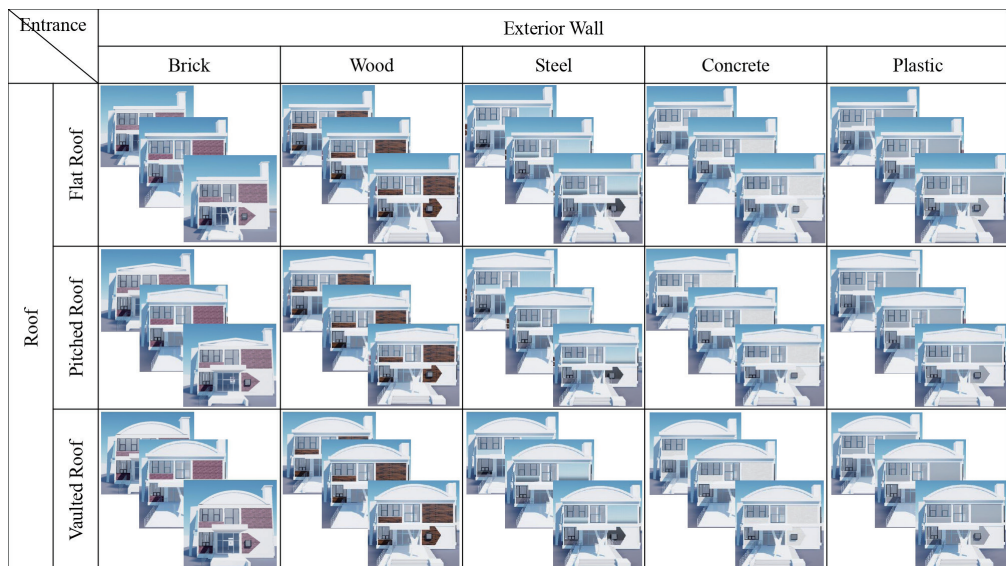 Entrance
Exterior Wall
Brick
Wood
Steel
Concrete
Plastic
Roof
Flat Roof
Pitched Roof
Vaulted Roof